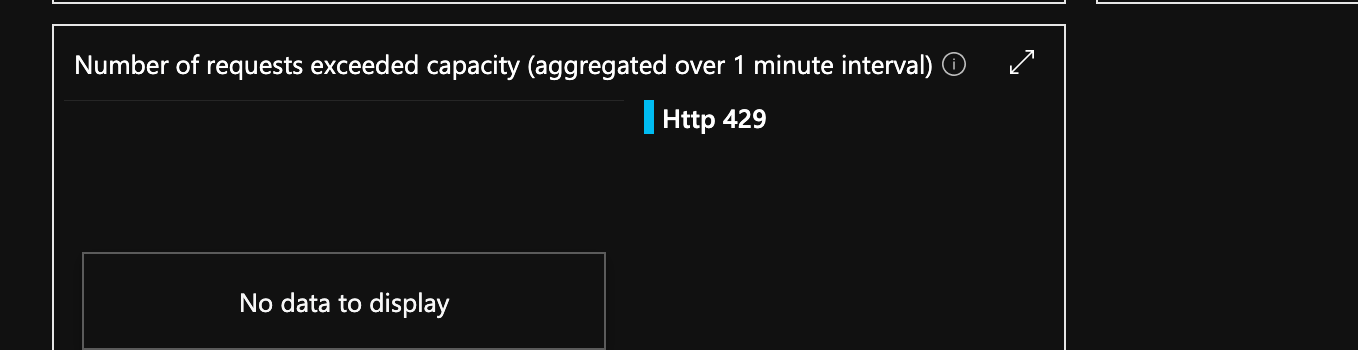 Number of requests exceeded capacity (aggregated over 1 minute interval)
Http 429
No data to display